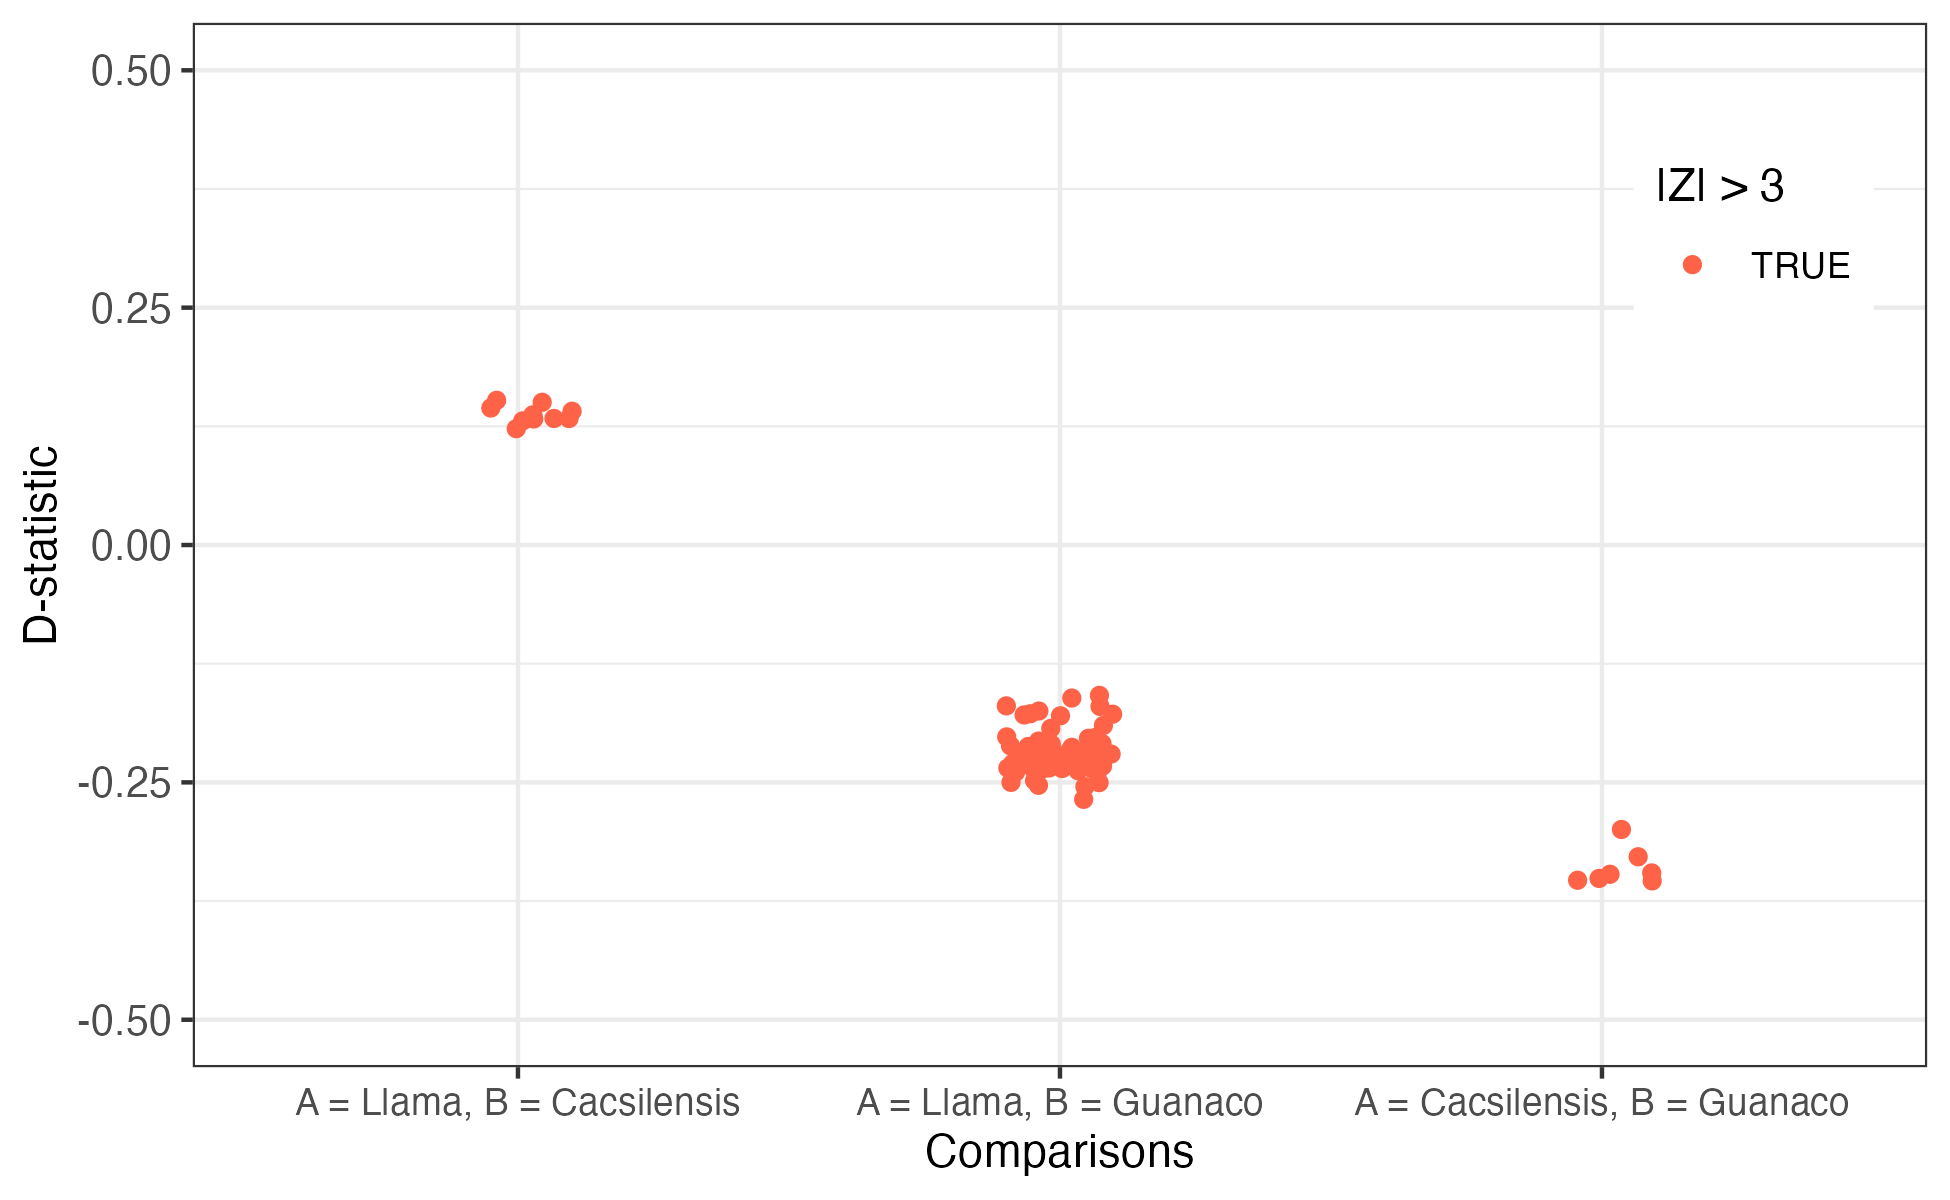 0.50
0.25
0.00
-0.25
-0.50
D-statistic
|Z| > 3
TRUE
A = Llama, B = Cacsilensis
A = Llama, B = Guanaco
A = Cacsilensis, B = Guanaco
Comparisons